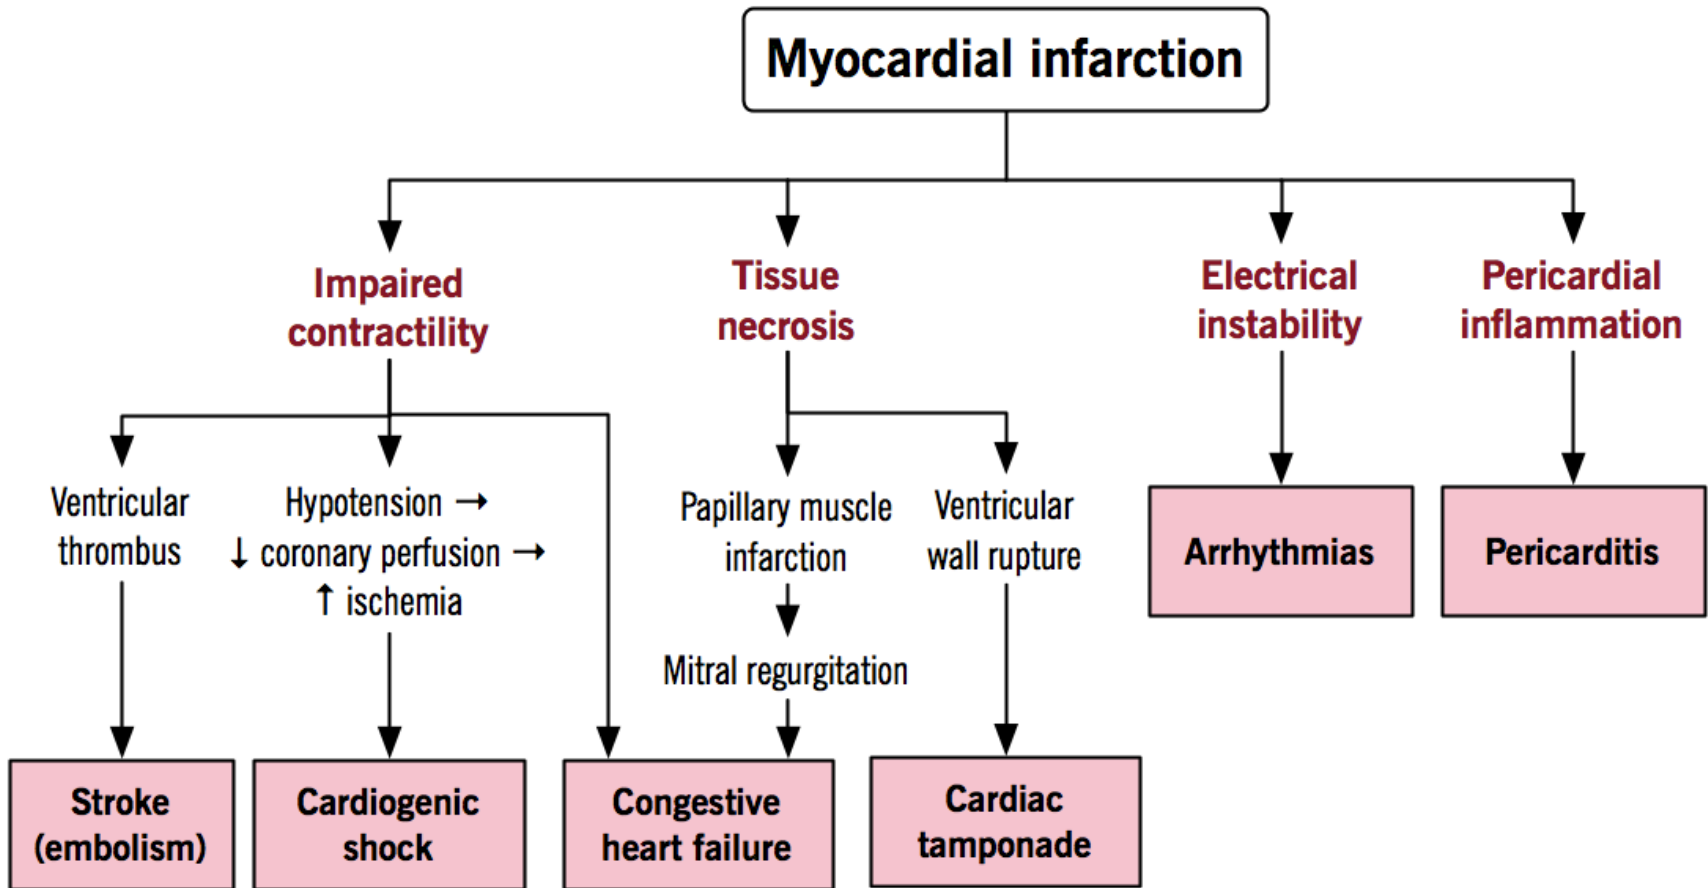 Myocardial infarction
Impaired
contractility
Tissue
necrosis
Electrical
instability
Pericardial
inflammation
Ventricular
thrombus
Hypotension →
↓ coronary perfusion →
↑ ischemia
Papillary muscle
infarction
Mitral regurgitation
Ventricular
wall rupture
Arrhythmias
Pericarditis
Stroke
(embolism)
Cardiogenic
shock
Congestive
heart failure
Cardiac
tamponade